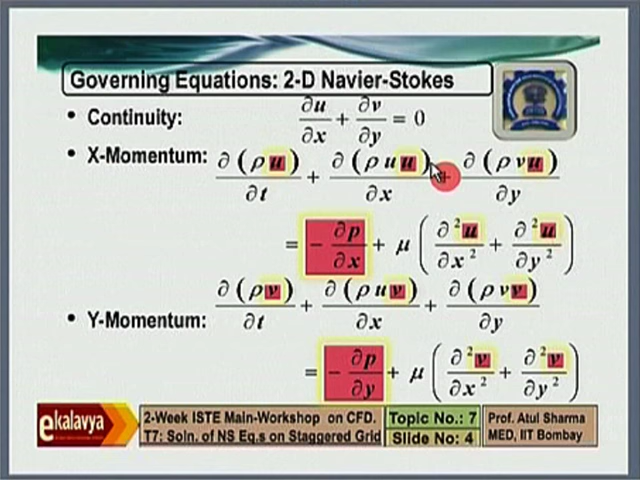 Governing Equations: 2-D Navier-Stokes
• Continuity: ∂u/∂x + ∂v/∂y = 0
• X-Momentum: ∂(ρu)/∂t + ∂(ρuu)/∂x + ∂(ρvu)/∂y
= -∂p/∂x + μ(∂²u/∂x² + ∂²u/∂y²)
• Y-Momentum: ∂(ρv)/∂t + ∂(ρuv)/∂x + ∂(ρvv)/∂y
= -∂p/∂y + μ(∂²v/∂x² + ∂²v/∂y²)
ekalavya
2-Week ISTE Main-Workshop on CFD.
T7: Soln. of NS Eq.s on Staggered Grid
Topic No.: 7
Slide No: 4
Prof. Atul Sharma
MED, IIT Bombay